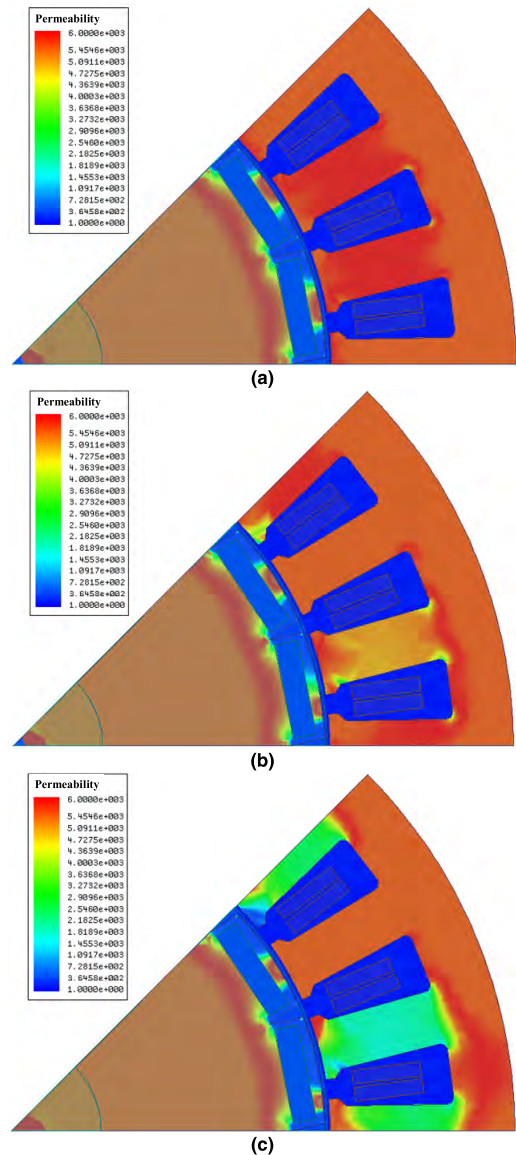 Permeability
6.0000e+003
5.4546e+003
5.0911e+003
4.7275e+003
4.3639e+003
4.0003e+003
3.6368e+003
3.2732e+003
2.9096e+003
2.5460e+003
2.1825e+003
1.8189e+003
1.4553e+003
1.0917e+003
7.2815e+002
3.6458e+002
1.0000e+000
(a)
Permeability
6.0000e+003
5.4546e+003
5.0911e+003
4.7275e+003
4.3639e+003
4.0003e+003
3.6368e+003
3.2732e+003
2.9096e+003
2.5460e+003
2.1825e+003
1.8189e+003
1.4553e+003
1.0917e+003
7.2815e+002
3.6458e+002
1.0000e+000
(b)
Permeability
6.0000e+003
5.4546e+003
5.0911e+003
4.7275e+003
4.3639e+003
4.0003e+003
3.6368e+003
3.2732e+003
2.9096e+003
2.5460e+003
2.1825e+003
1.8189e+003
1.4553e+003
1.0917e+003
7.2815e+002
3.6458e+002
1.0000e+000
(c)